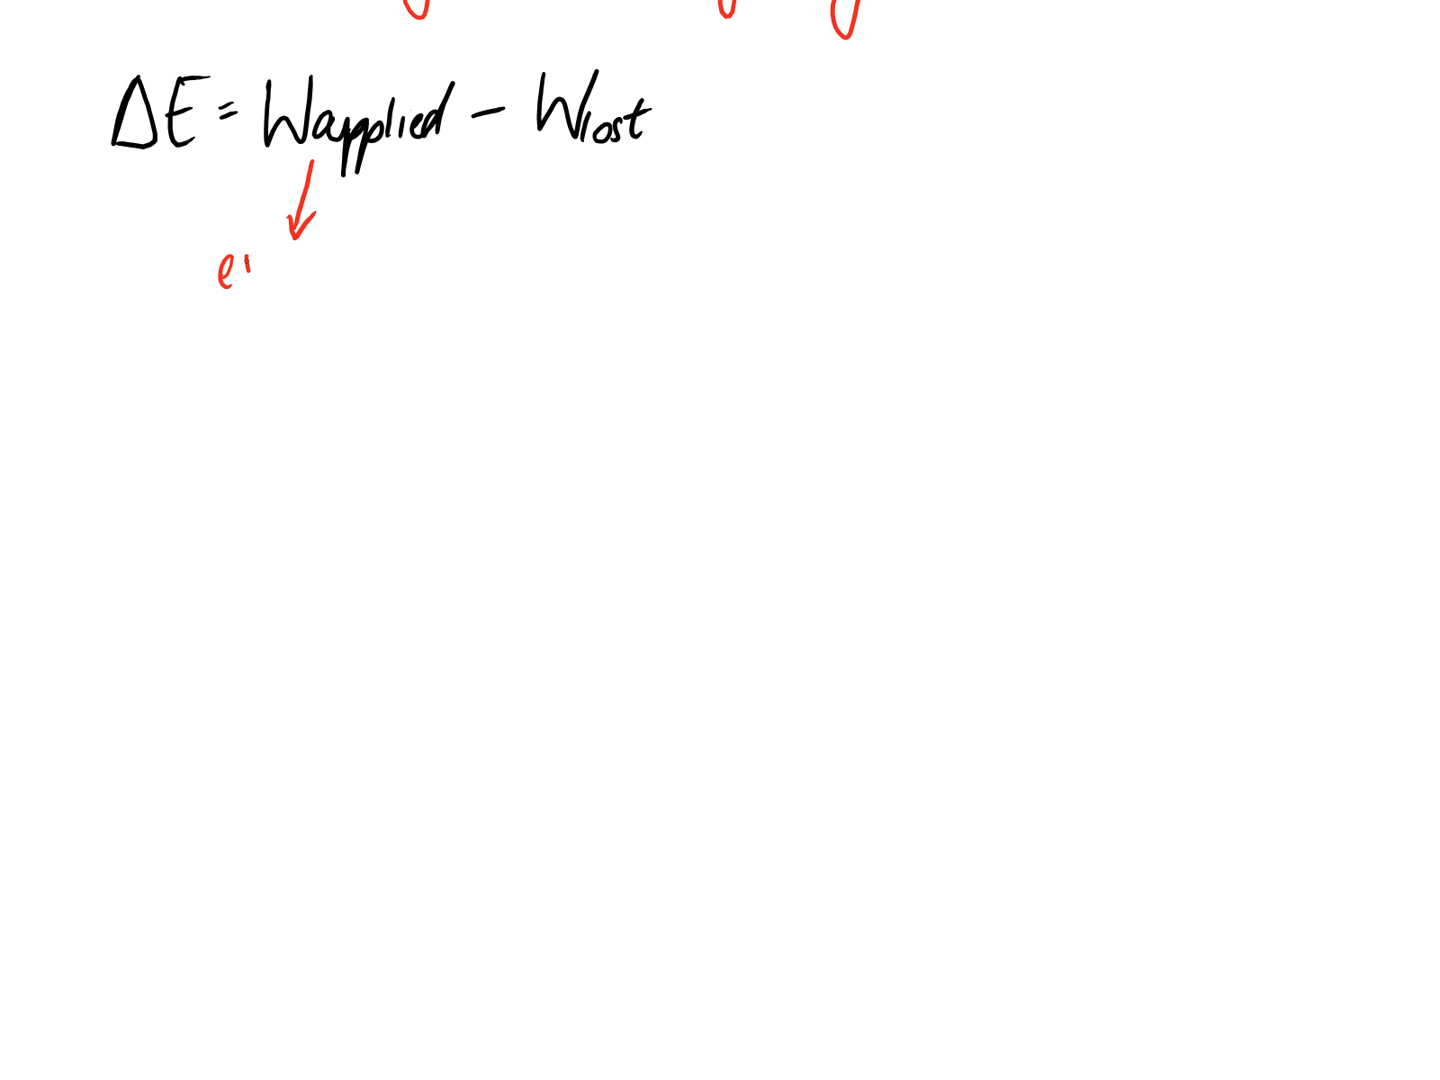 ΔE = Wapplied - Wlost